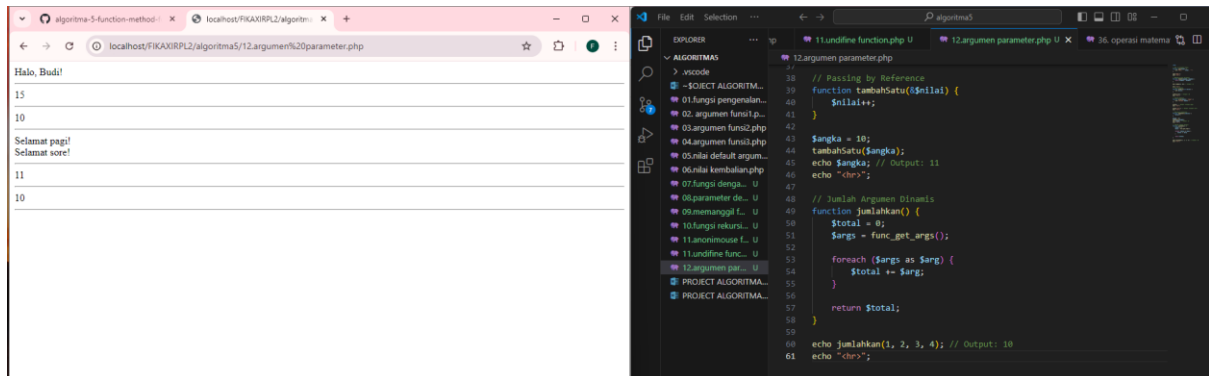 algoritma-5-function-method-
localhost/FIKAXIRPL2/algoritm
localhost/FIKAXIRPL2/algoritma5/12.argumen%20parameter.php
Halo, Budi!
15
10
Selamat pagi!
Selamat sore!
11
10
File Edit Selection ...
algoritma5
EXPLORER
11.undifine function.php U
12.argumen parameter.php U
36. operasi matema
ALGORITMA5
12.argumen parameter.php
.vscode
~$OJECT ALGORITM...
01.fungsi pengenalan...
02. argumen funsi1.p...
03.argumen funsi2.php
04.argumen funsi3.php
05.nilai default argum...
06.nilai kembalian.php
07.fungsi denga... U
08.parameter de... U
09.memanggil f... U
10.fungsi rekursi... U
11.anonimouse f... U
11.undifine func... U
12.argumen par... U
PROJECT ALGORITMA...
PROJECT ALGORITMA...
37
38 // Passing by Reference
39 function tambahSatu(&$nilai) {
40 $nilai++;
41 }
42
43 $angka = 10;
44 tambahSatu($angka);
45 echo $angka; // Output: 11
46 echo "<hr>";
47
48 // Jumlah Argumen Dinamis
49 function jumlahkan() {
50 $total = 0;
51 $args = func_get_args();
52
53 foreach ($args as $arg) {
54 $total += $arg;
55 }
56
57 return $total;
58 }
59
60 echo jumlahkan(1, 2, 3, 4); // Output: 10
61 echo "<hr>";